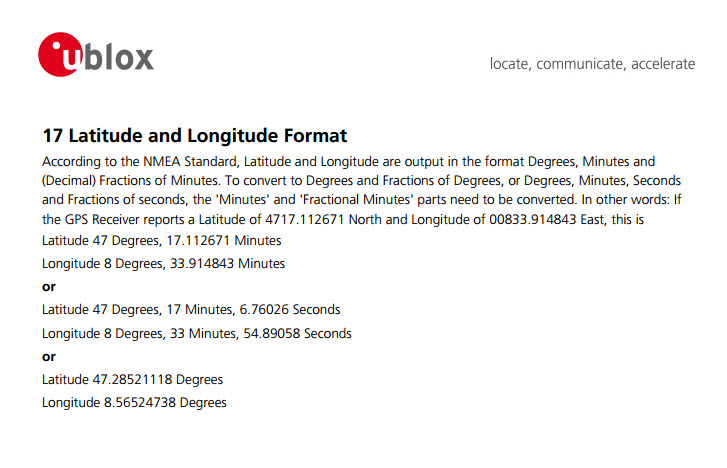 ublox
locate, communicate, accelerate
17 Latitude and Longitude Format
According to the NMEA Standard, Latitude and Longitude are output in the format Degrees, Minutes and
(Decimal) Fractions of Minutes. To convert to Degrees and Fractions of Degrees, or Degrees, Minutes, Seconds
and Fractions of seconds, the 'Minutes' and 'Fractional Minutes' parts need to be converted. In other words: If
the GPS Receiver reports a Latitude of 4717.112671 North and Longitude of 00833.914843 East, this is
Latitude 47 Degrees, 17.112671 Minutes
Longitude 8 Degrees, 33.914843 Minutes
or
Latitude 47 Degrees, 17 Minutes, 6.76026 Seconds
Longitude 8 Degrees, 33 Minutes, 54.89058 Seconds
or
Latitude 47.28521118 Degrees
Longitude 8.56524738 Degrees